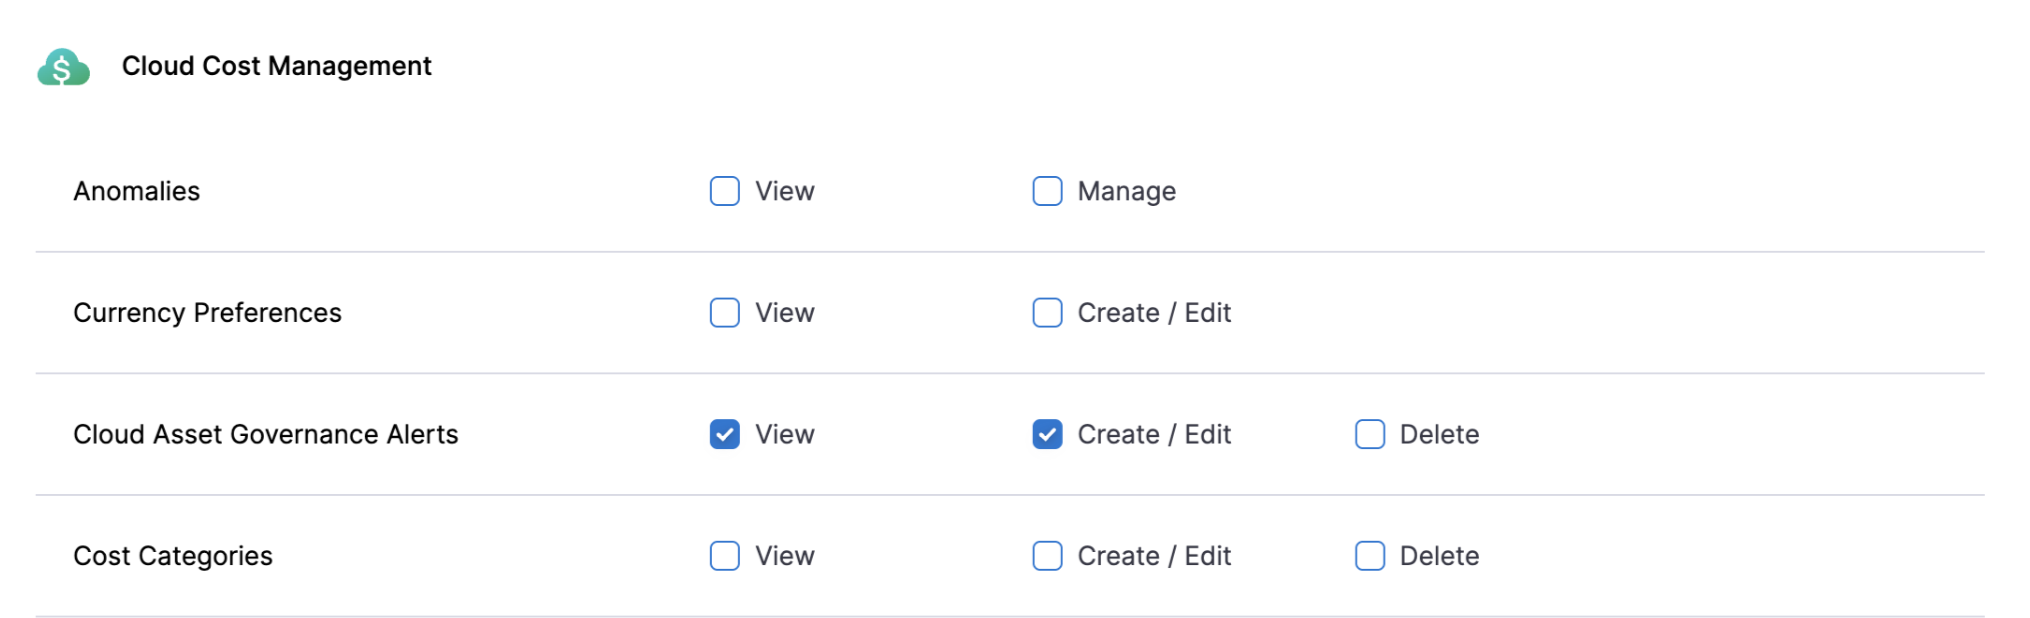 Cloud Cost Management
Anomalies View Manage
Currency Preferences View Create / Edit
Cloud Asset Governance Alerts View Create / Edit Delete
Cost Categories View Create / Edit Delete